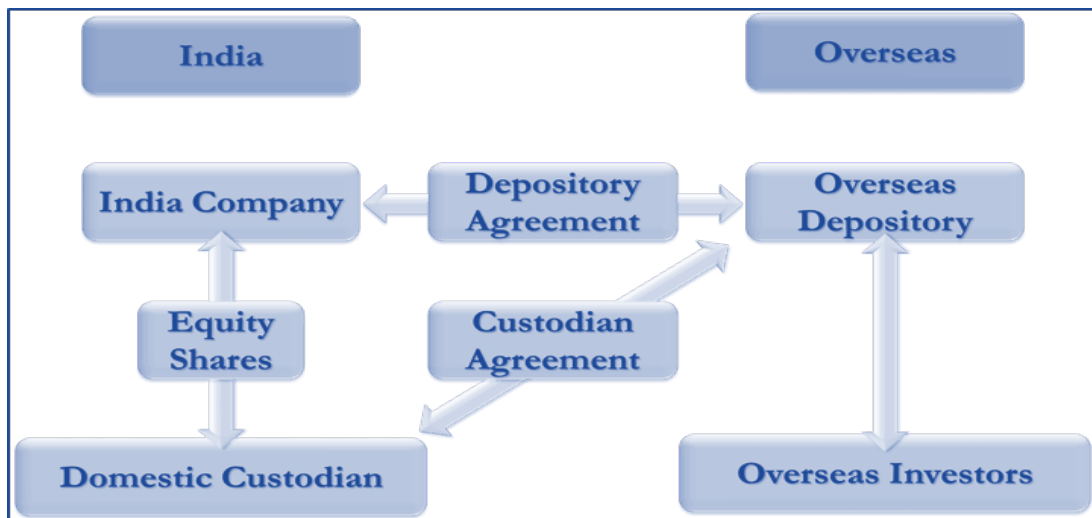 India
Overseas
India Company
Depository
Agreement
Overseas
Depository
Equity
Shares
Custodian
Agreement
Domestic Custodian
Overseas Investors